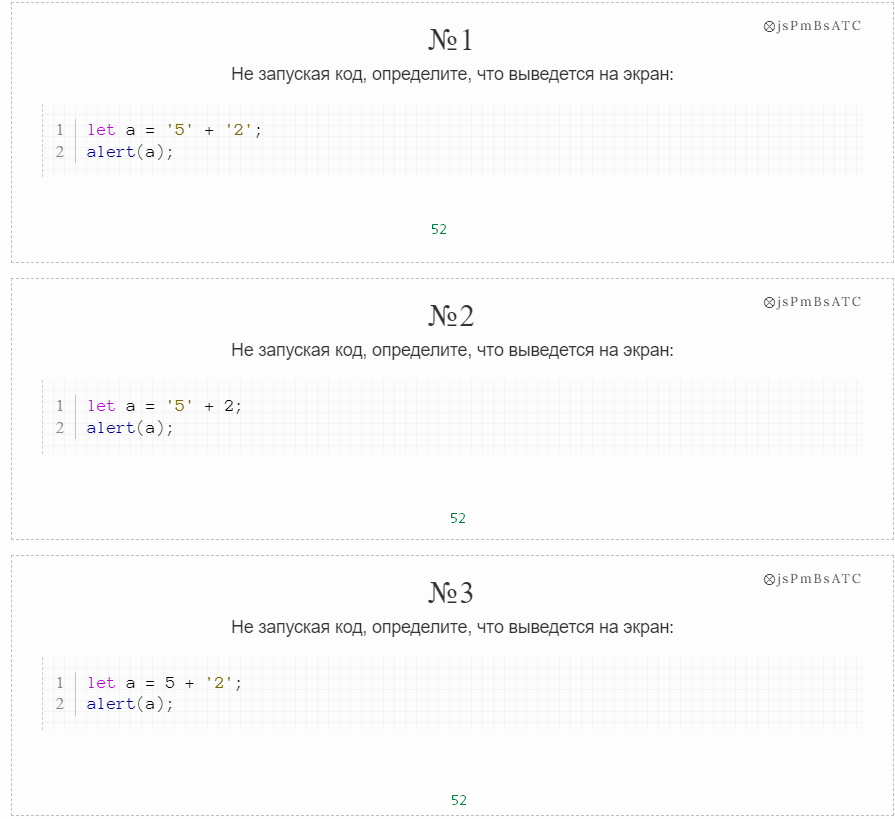 ⊗jsPmBsATC
№1
Не запуская код, определите, что выведется на экран:
1 let a = '5' + '2';
2 alert(a);
52
⊗jsPmBsATC
№2
Не запуская код, определите, что выведется на экран:
1 let a = '5' + 2;
2 alert(a);
52
⊗jsPmBsATC
№3
Не запуская код, определите, что выведется на экран:
1 let a = 5 + '2';
2 alert(a);
52